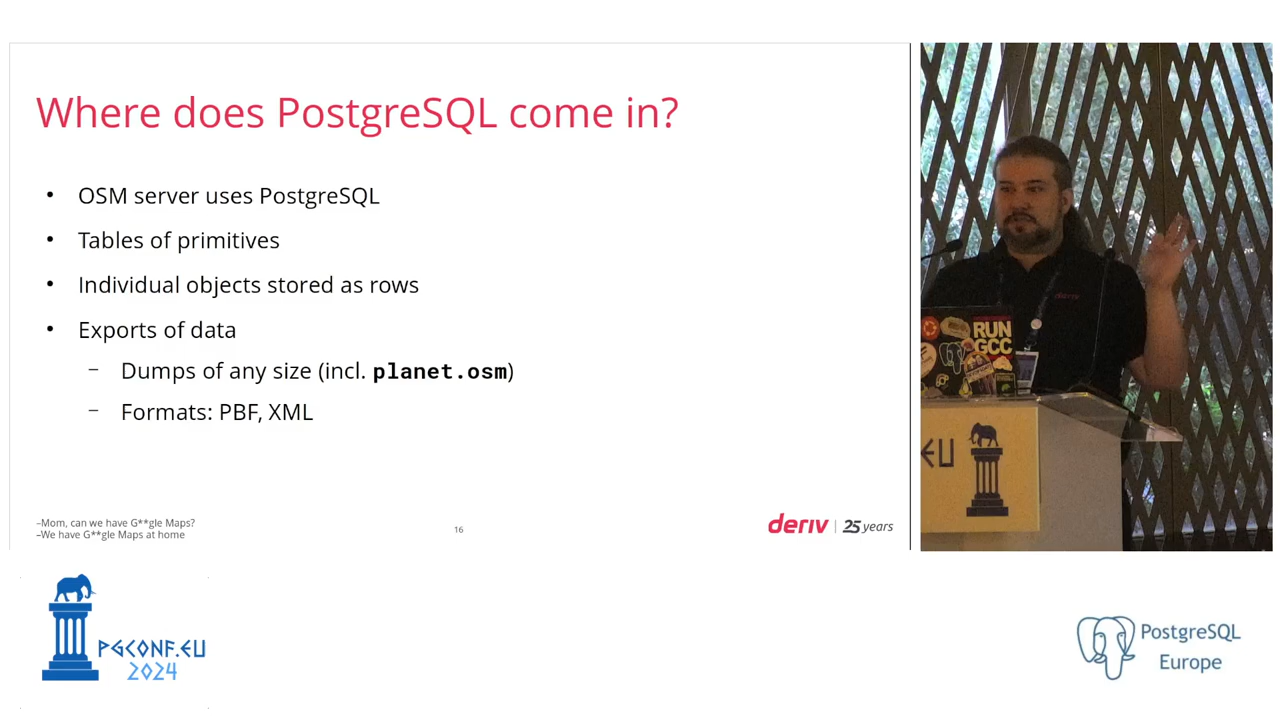 Where does PostgreSQL come in?
• OSM server uses PostgreSQL
• Tables of primitives
• Individual objects stored as rows
• Exports of data
– Dumps of any size (incl. planet.osm)
– Formats: PBF, XML
–Mom, can we have G**gle Maps?
–We have G**gle Maps at home
16
deriv | 25 years
deriv
RUN
GCC
EU
PGCONF.EU
2024
PostgreSQL
Europe